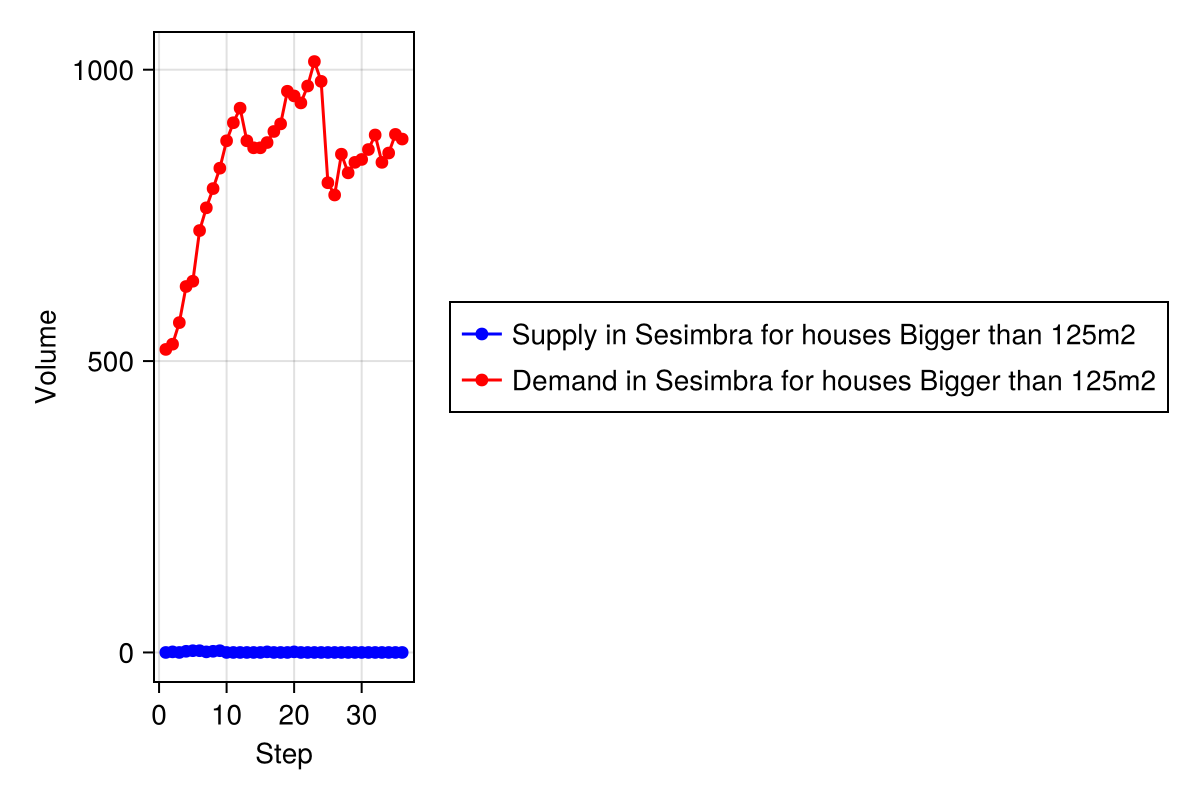 1000
500
0
Volume
0 10 20 30
Step
Supply in Sesimbra for houses Bigger than 125m2
Demand in Sesimbra for houses Bigger than 125m2